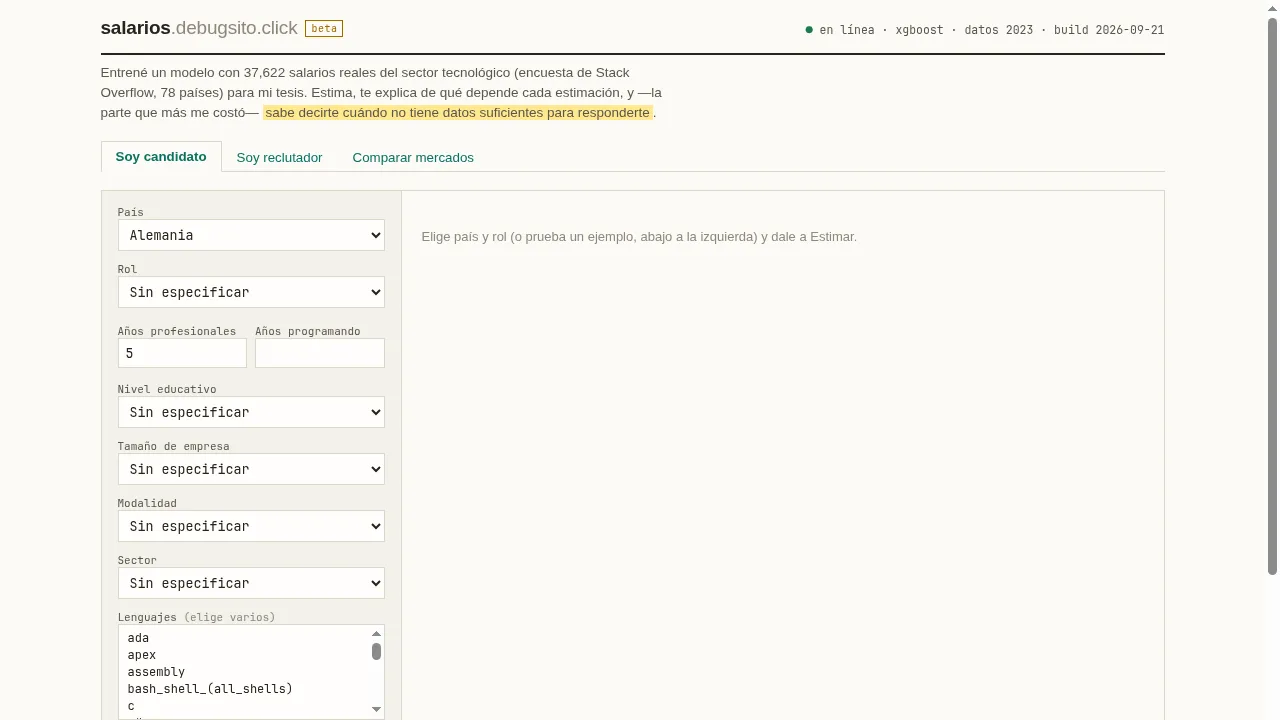 salarios.debugsito.click beta
en línea · xgboost · datos 2023 · build 2026-09-21
Entrené un modelo con 37,622 salarios reales del sector tecnológico (encuesta de Stack
Overflow, 78 países) para mi tesis. Estima, te explica de qué depende cada estimación, y —la
parte que más me costó— sabe decirte cuándo no tiene datos suficientes para responderte.
Soy candidato
Soy reclutador
Comparar mercados
País
Alemania
Rol
Sin especificar
Años profesionales
Años programando
5
Nivel educativo
Sin especificar
Tamaño de empresa
Sin especificar
Modalidad
Sin especificar
Sector
Sin especificar
Lenguajes (elige varios)
ada
apex
assembly
bash_shell_(all_shells)
c
Elige país y rol (o prueba un ejemplo, abajo a la izquierda) y dale a Estimar.